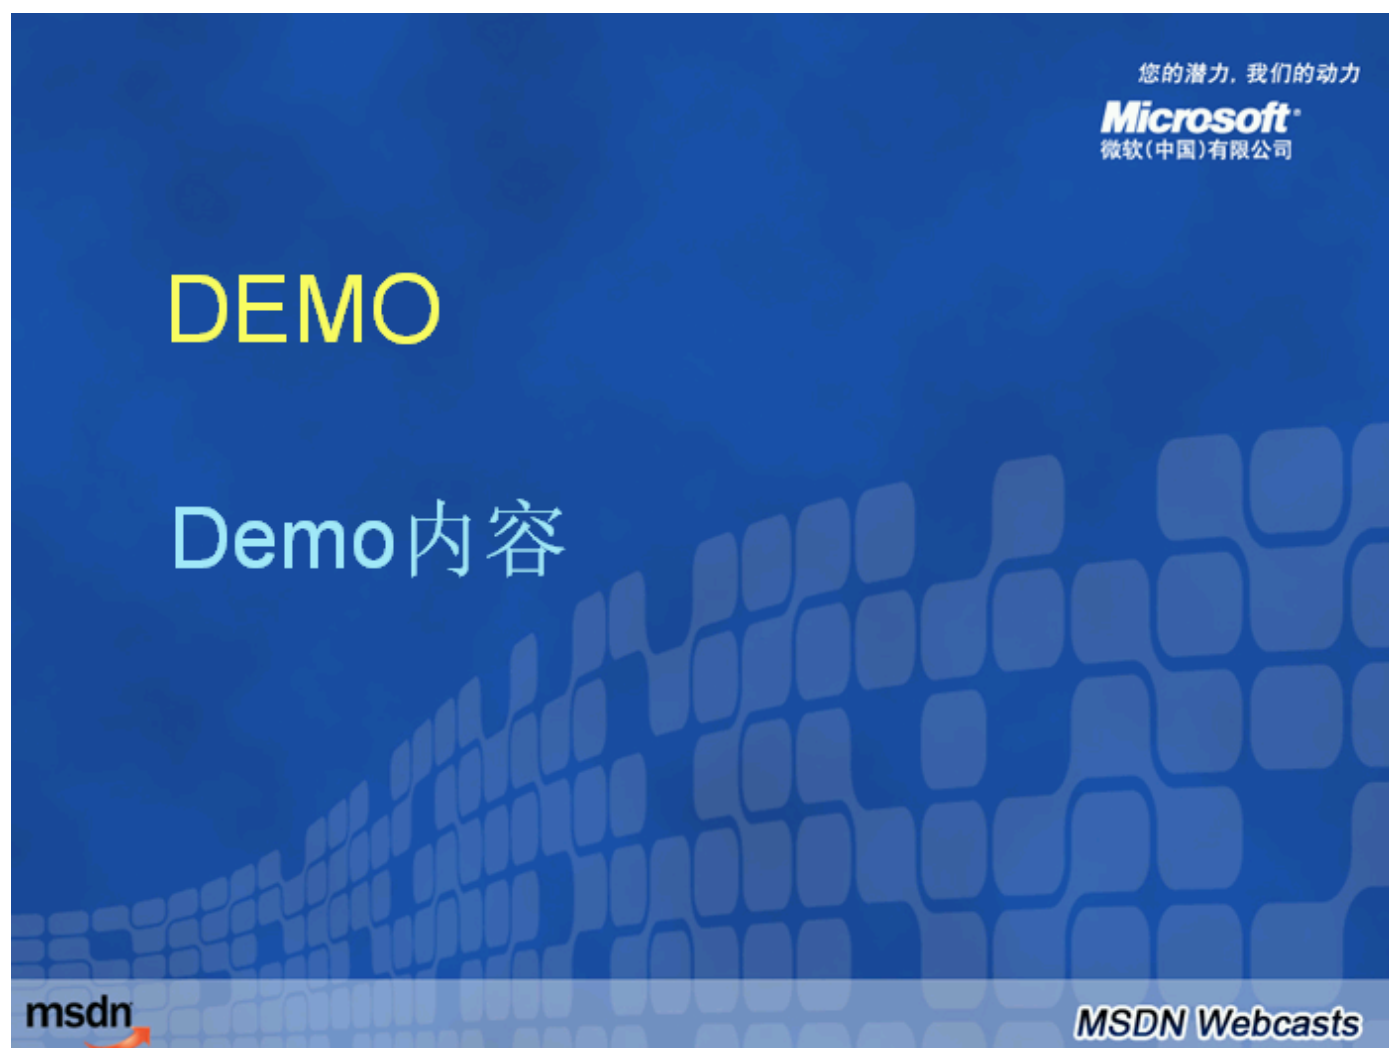 您的潜力, 我们的动力
Microsoft
微软(中国)有限公司
DEMO
Demo内容
msdn
MSDN Webcasts